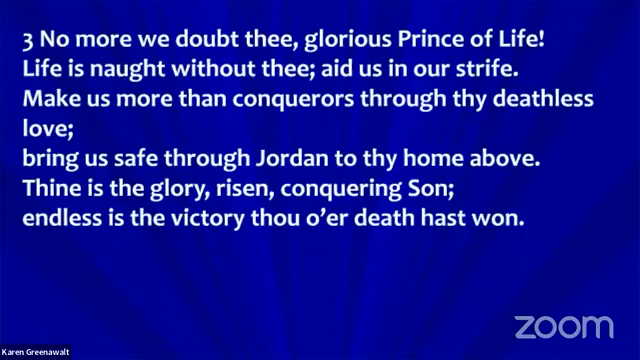 3 No more we doubt thee, glorious Prince of Life!
Life is naught without thee; aid us in our strife.
Make us more than conquerors through thy deathless
love;
bring us safe through Jordan to thy home above.
Thine is the glory, risen, conquering Son;
endless is the victory thou o’er death hast won.
zoom
Karen Greenawalt